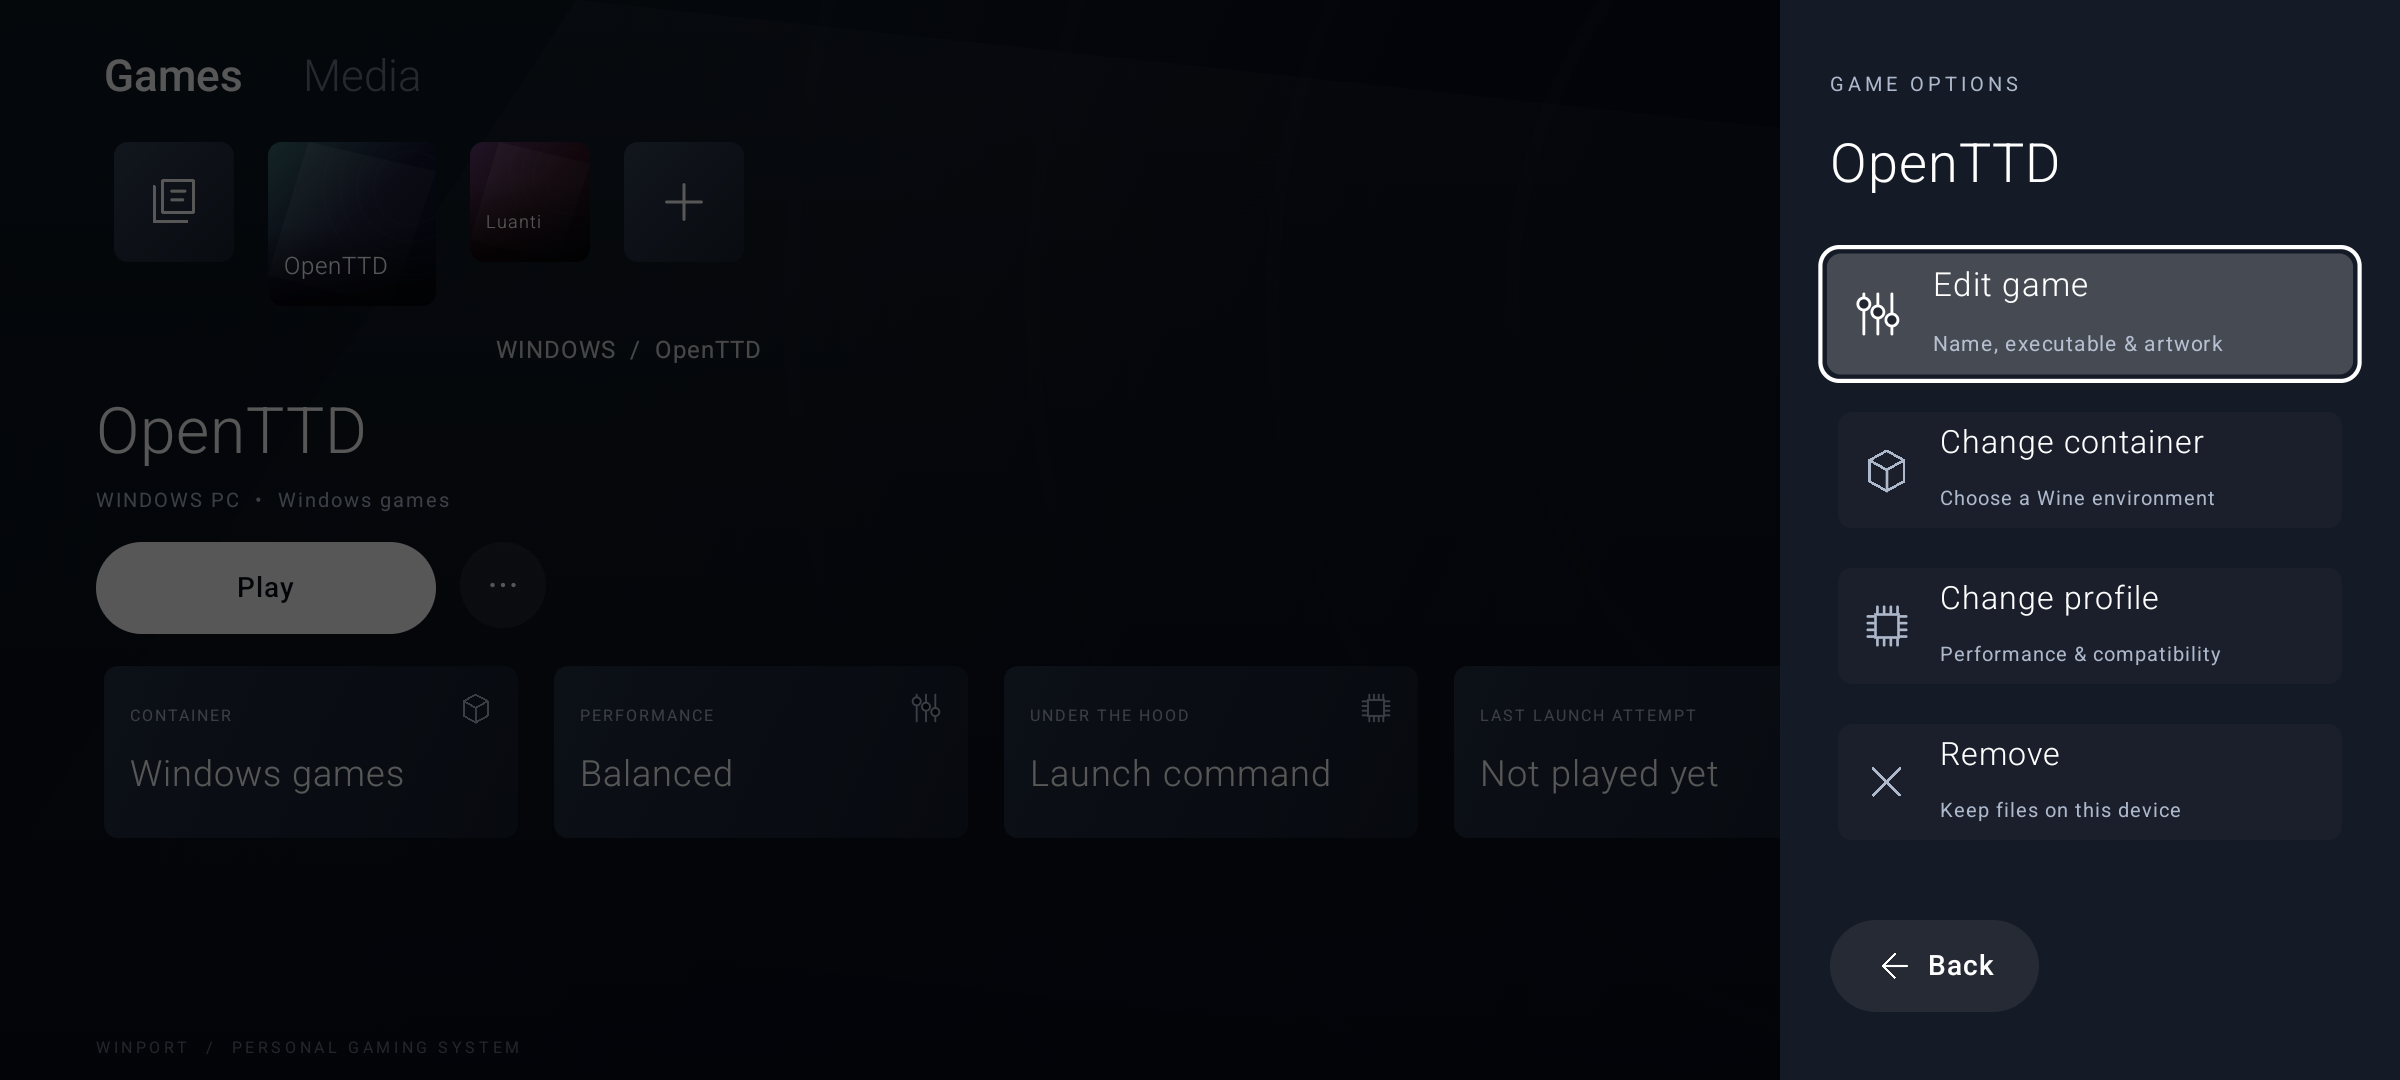 Games
Media
OpenTTD
Luanti
WINDOWS / OpenTTD
OpenTTD
WINDOWS PC • Windows games
Play
CONTAINER
Windows games
PERFORMANCE
Balanced
UNDER THE HOOD
Launch command
LAST LAUNCH ATTEMPT
Not played yet
WINPORT / PERSONAL GAMING SYSTEM
GAME OPTIONS
OpenTTD
Edit game
Name, executable & artwork
Change container
Choose a Wine environment
Change profile
Performance & compatibility
Remove
Keep files on this device
Back